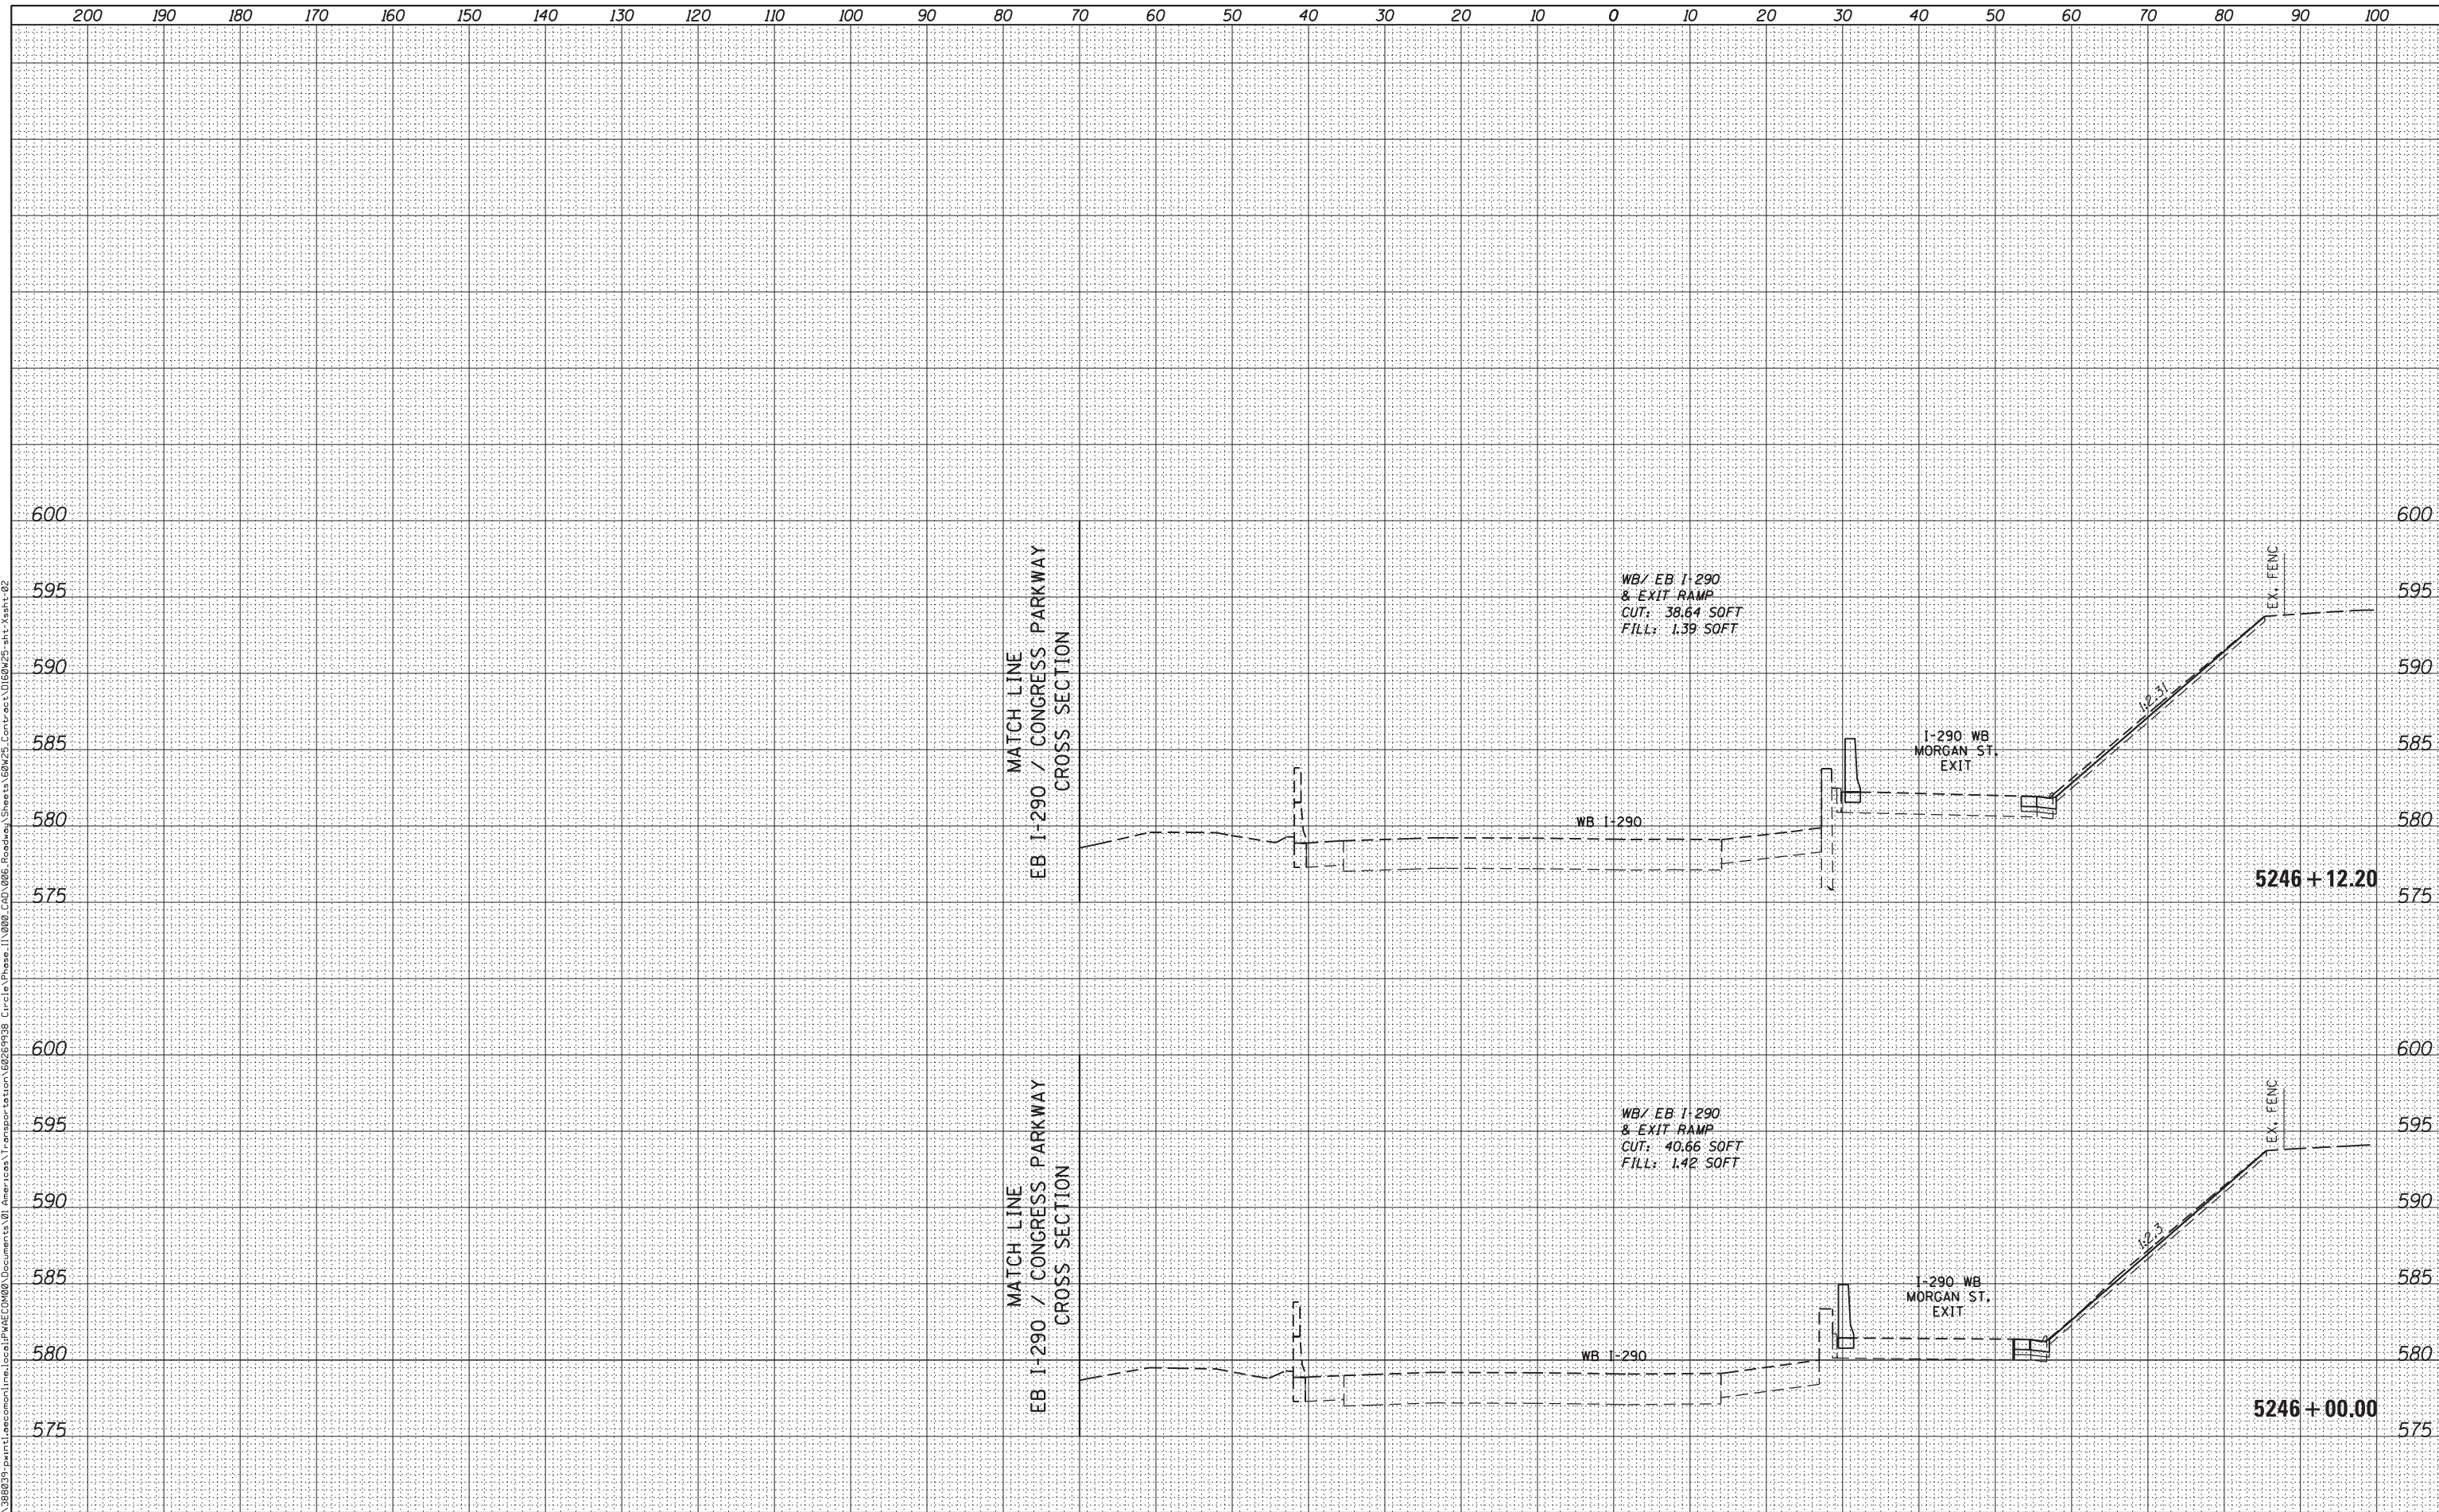 200 190 180 170 160 150 140 130 120 110 100 90 80 70 60 50 40 30 20 10 0 10 20 30 40 50 60 70 80 90 100
600 600
MATCH LINE
EB I-290 / CONGRESS PARKWAY
CROSS SECTION
WB/ EB I-290
& EXIT RAMP
CUT: 38.64 SQFT
FILL: 1.39 SQFT
EX. FENC
595 595
590 590
1:2.31
585 585
I-290 WB
MORGAN ST.
EXIT
WB I-290
580 580
5246+12.20
575 575
600 600
MATCH LINE
EB I-290 / CONGRESS PARKWAY
CROSS SECTION
WB/ EB I-290
& EXIT RAMP
CUT: 40.66 SQFT
FILL: 1.42 SQFT
EX. FENC
595 595
590 590
1:2.3
585 585
I-290 WB
MORGAN ST.
EXIT
WB I-290
580 580
5246+00.00
575 575